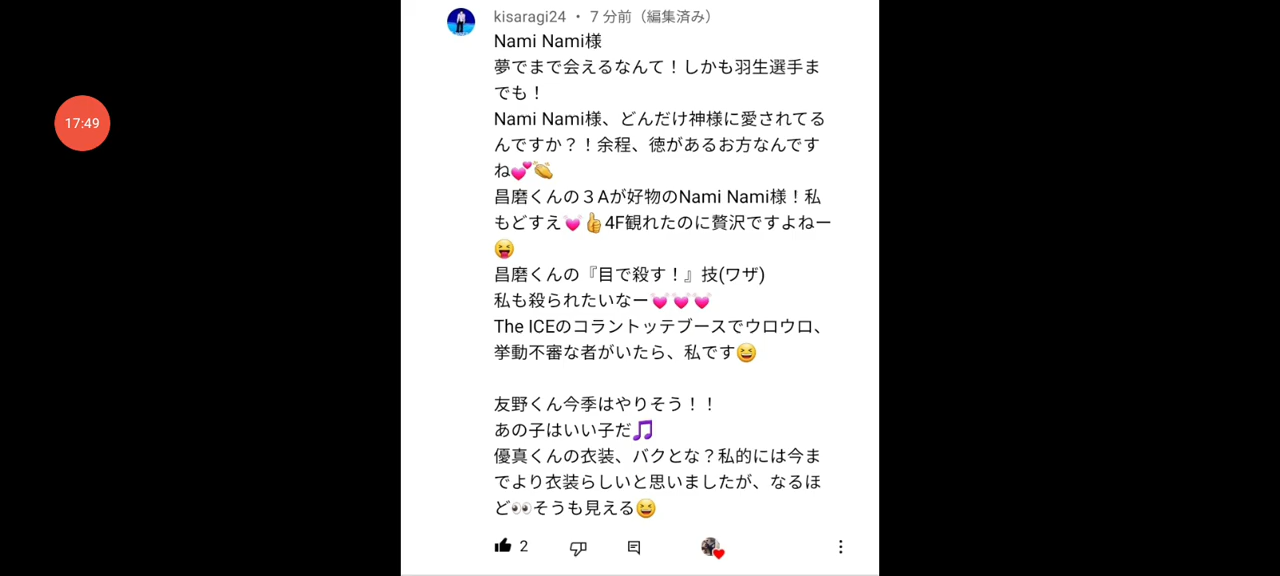 kisaragi24 ・ 7 分前（編集済み）
Nami Nami様
夢でまで会えるなんて！しかも羽生選手ま
でも！
Nami Nami様、どんだけ神様に愛されてる
んですか？！余程、徳があるお方なんです
ね💕👏
昌磨くんの３Aが好物のNami Nami様！私
もどすえ💓👍4F観れたのに贅沢ですよねー
😝
昌磨くんの『目で殺す！』技(ワザ)
私も殺られたいなー💓💓💓
The ICEのコラントッテブースでウロウロ、
挙動不審な者がいたら、私です😆
友野くん今季はやりそう！！
あの子はいい子だ🎵
優真くんの衣装、バクとな？私的には今ま
でより衣装らしいと思いましたが、なるほ
ど👀そうも見える😆
2
17:49